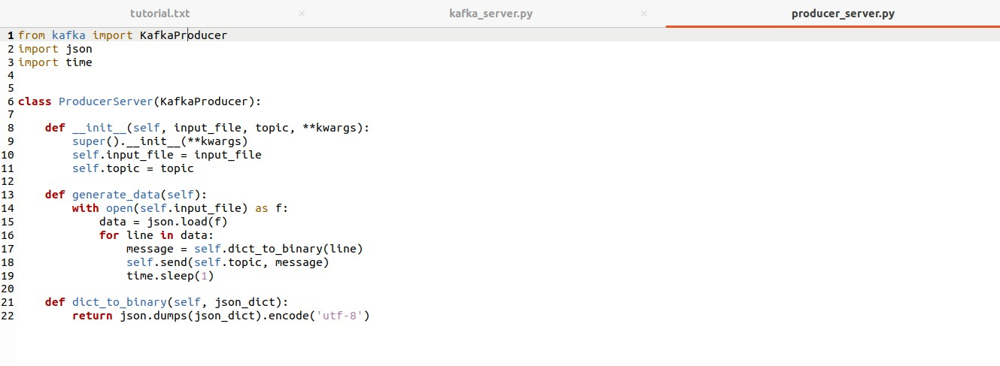 tutorial.txt × kafka_server.py × producer_server.py
1 from kafka import KafkaProducer
2 import json
3 import time
4
5
6 class ProducerServer(KafkaProducer):
7
8     def __init__(self, input_file, topic, **kwargs):
9         super().__init__(**kwargs)
10         self.input_file = input_file
11         self.topic = topic
12
13     def generate_data(self):
14         with open(self.input_file) as f:
15             data = json.load(f)
16             for line in data:
17                 message = self.dict_to_binary(line)
18                 self.send(self.topic, message)
19                 time.sleep(1)
20
21     def dict_to_binary(self, json_dict):
22         return json.dumps(json_dict).encode('utf-8')